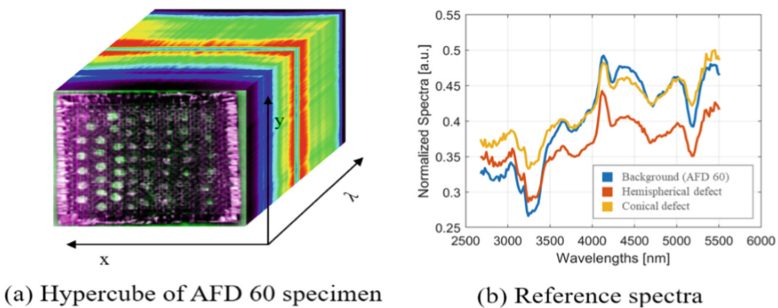 y
x
λ
(a) Hypercube of AFD 60 specimen
0.55
0.5
0.45
0.4
0.35
0.3
0.25
Normalized Spectra [a.u.]
Background (AFD 60)
Hemispherical defect
Conical defect
2500 3000 3500 4000 4500 5000 5500 6000
Wavelengths [nm]
(b) Reference spectra